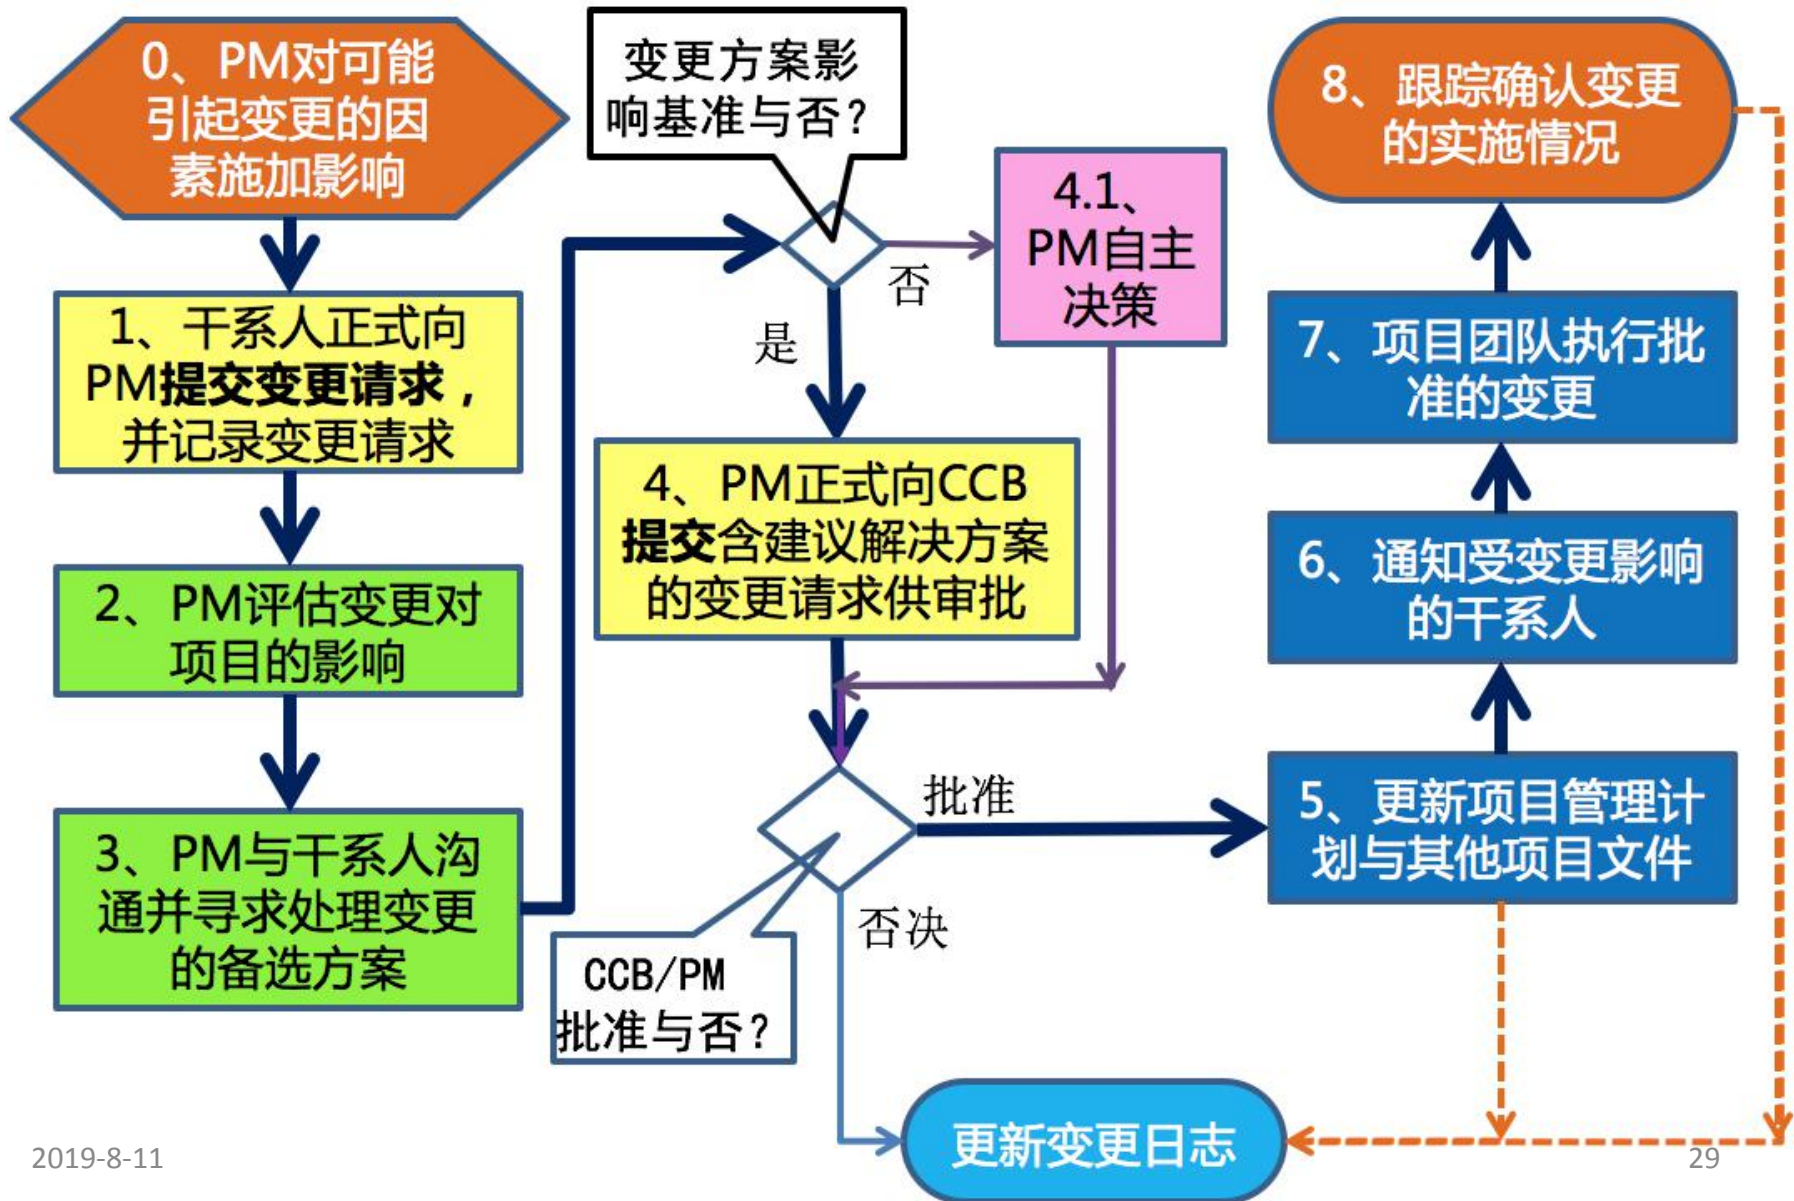 0、PM对可能
引起变更的因
素施加影响
1、干系人正式向
PM提交变更请求，
并记录变更请求
2、PM评估变更对
项目的影响
3、PM与干系人沟
通并寻求处理变更
的备选方案
变更方案影
响基准与否?
否
是
4.1、
PM自主
决策
4、PM正式向CCB
提交含建议解决方案
的变更请求供审批
CCB/PM
批准与否?
批准
否决
5、更新项目管理计
划与其他项目文件
6、通知受变更影响
的干系人
7、项目团队执行批
准的变更
8、跟踪确认变更
的实施情况
更新变更日志
2019-8-11
29